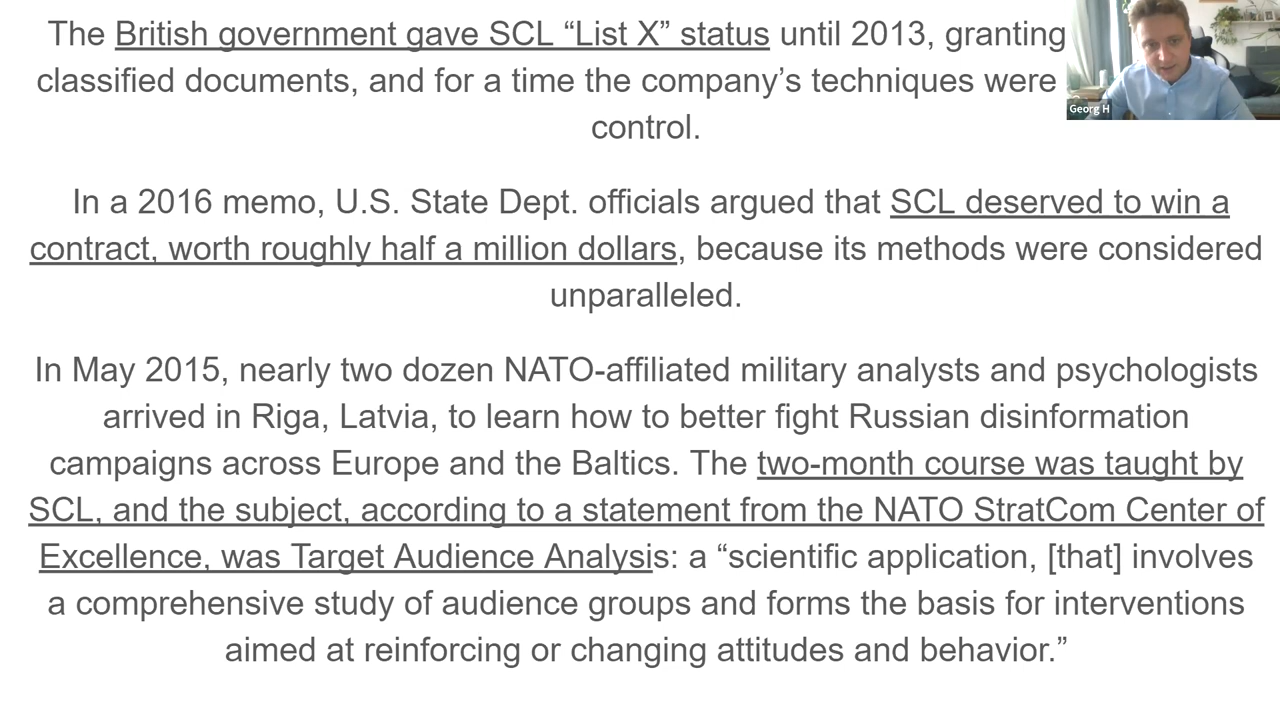 The British government gave SCL “List X” status until 2013, granting
classified documents, and for a time the company’s techniques were
control.
In a 2016 memo, U.S. State Dept. officials argued that SCL deserved to win a
contract, worth roughly half a million dollars, because its methods were considered
unparalleled.
In May 2015, nearly two dozen NATO-affiliated military analysts and psychologists
arrived in Riga, Latvia, to learn how to better fight Russian disinformation
campaigns across Europe and the Baltics. The two-month course was taught by
SCL, and the subject, according to a statement from the NATO StratCom Center of
Excellence, was Target Audience Analysis: a “scientific application, [that] involves
a comprehensive study of audience groups and forms the basis for interventions
aimed at reinforcing or changing attitudes and behavior.”
Georg H